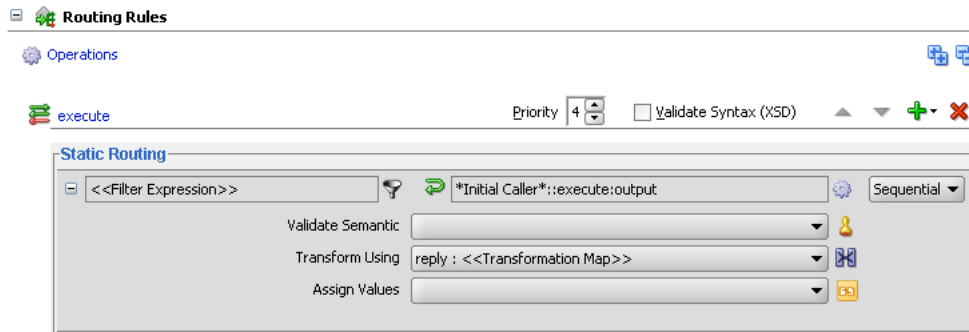 Routing Rules
Operations
execute Priority 4 Validate Syntax (XSD)
Static Routing
<<Filter Expression>> *Initial Caller*::execute:output Sequential
Validate Semantic
Transform Using reply : <<Transformation Map>>
Assign Values